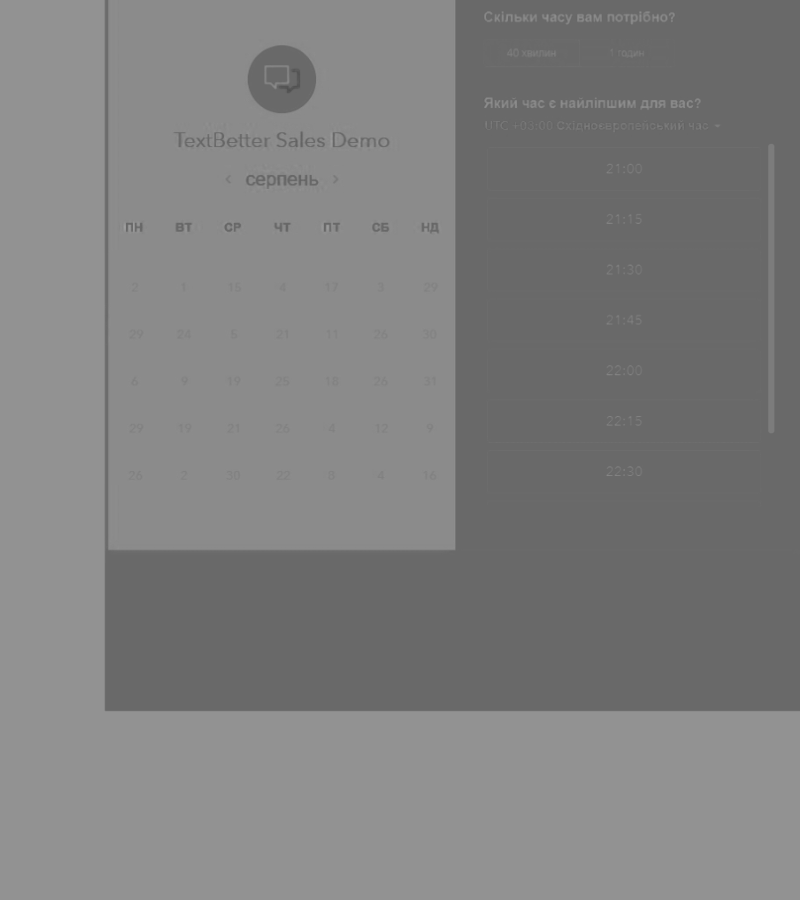 TextBetter Sales Demo
< серпень >
ПН ВТ СР ЧТ ПТ СБ НД
2 1 15 4 17 3 29
29 24 5 21 11 26 30
6 9 19 25 18 26 31
29 19 21 26 4 12 9
26 2 30 22 8 4 16
Скільки часу вам потрібно?
40 хвилин 1 годин
Який час є найліпшим для вас?
UTC +03:00 Східноєвропейський час
21:00
21:15
21:30
21:45
22:00
22:15
22:30